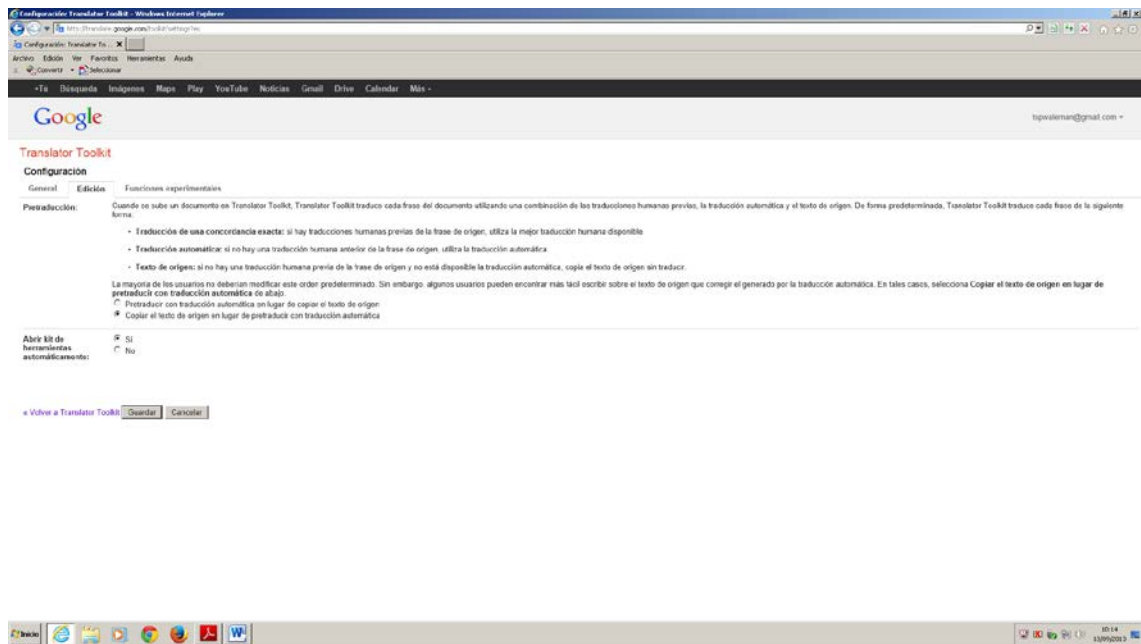 Configuración: Translator Toolkit - Windows Internet Explorer
Configuración: Translator To...
Archivo Edición Ver Favoritos Herramientas Ayuda
Convertir Seleccionar
+Tú Búsqueda Imágenes Maps Play YouTube Noticias Gmail Drive Calendar Más
Google
Translator Toolkit
Configuración
General Edición Funciones experimentales
Pretraducción: Cuando se sube un documento en Translator Toolkit, Translator Toolkit traduce cada frase del documento utilizando una combinación de las traducciones humanas previas, la traducción automática y el texto de origen. De forma predeterminada, Translator Toolkit traduce cada frase de la siguiente
forma:
• Traducción de una concordancia exacta: si hay traducciones humanas previas de la frase de origen, utiliza la mejor traducción humana disponible
• Traducción automática: si no hay una traducción humana anterior de la frase de origen, utiliza la traducción automática.
• Texto de origen: si no hay una traducción humana previa de la frase de origen y no está disponible la traducción automática, copia el texto de origen sin traducir.
La mayoría de los usuarios no deberían modificar este orden predeterminado. Sin embargo, algunos usuarios pueden encontrar más fácil escribir sobre el texto de origen que corregir el generado por la traducción automática. En tales casos, selecciona Copiar el texto de origen en lugar de
pretraducir con traducción automática de abajo.
Pretraducir con traducción automática en lugar de copiar el texto de origen
Copiar el texto de origen en lugar de pretraducir con traducción automática
Abrir kit de
herramientas
automáticamente:
Sí
No
« Volver a Translator Toolkit Guardar Cancelar
Inicio
10:14
13/09/2013